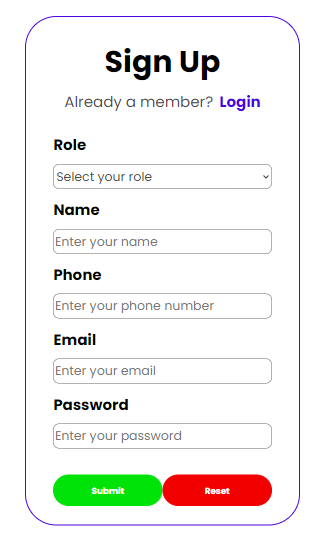 Sign Up
Already a member? Login
Role
Select your role
Name
Enter your name
Phone
Enter your phone number
Email
Enter your email
Password
Enter your password
Submit Reset